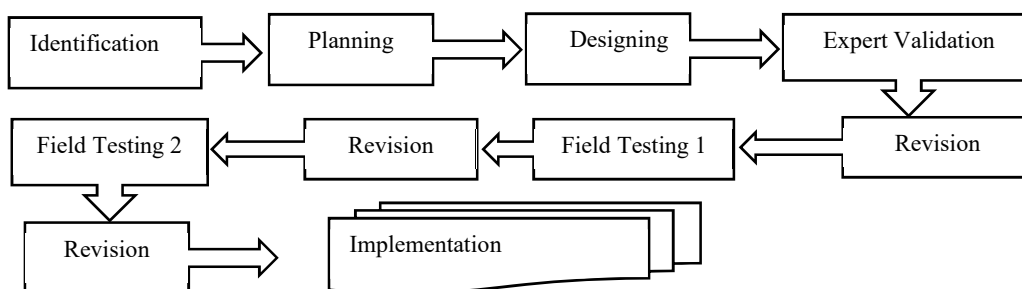 Identification
Planning
Designing
Expert Validation
Revision
Field Testing 1
Revision
Field Testing 2
Revision
Implementation